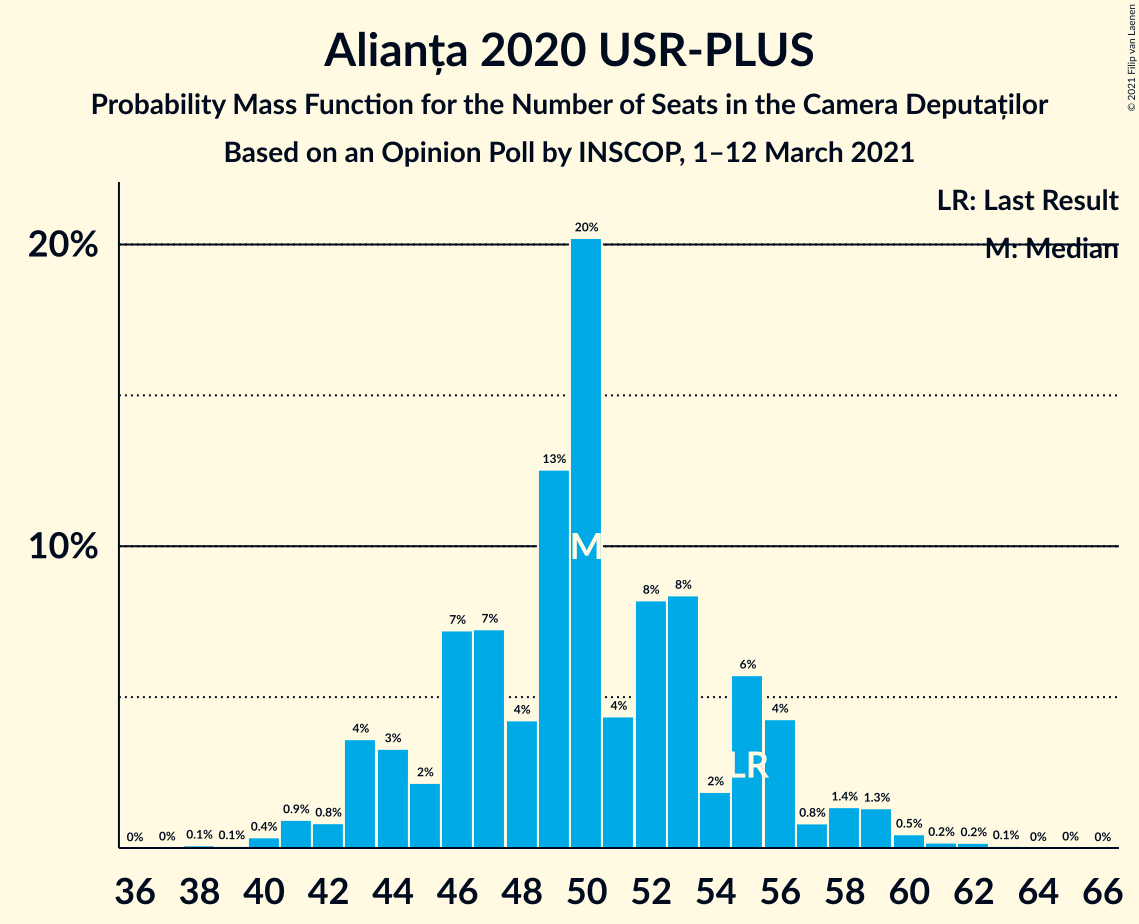 Alianța 2020 USR-PLUS
Probability Mass Function for the Number of Seats in the Camera Deputaților
Based on an Opinion Poll by INSCOP, 1–12 March 2021
© 2021 Filip van Laenen
LR: Last Result
M: Median
20%
10%
0% 0% 0.1% 0.1% 0.4% 0.9% 0.8% 4% 3% 2% 7% 7% 4% 13% 20% 4% 8% 8% 2% 6% 4% 0.8% 1.4% 1.3% 0.5% 0.2% 0.2% 0.1% 0% 0% 0%
M
LR
36 38 40 42 44 46 48 50 52 54 56 58 60 62 64 66